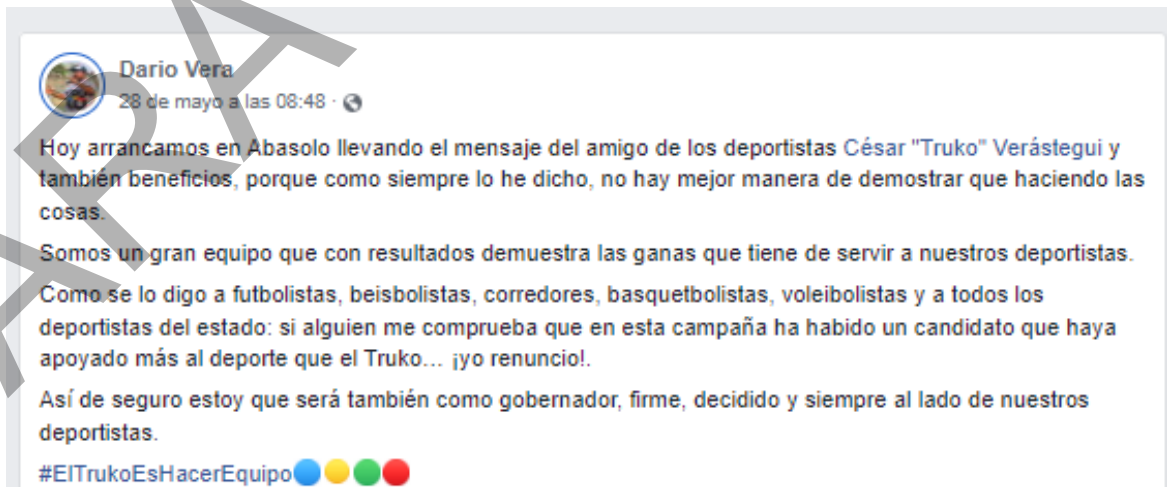 Dario Vera
28 de mayo a las 08:48 ·
Hoy arrancamos en Abasolo llevando el mensaje del amigo de los deportistas César "Truko" Verástegui y
también beneficios, porque como siempre lo he dicho, no hay mejor manera de demostrar que haciendo las
cosas.
Somos un gran equipo que con resultados demuestra las ganas que tiene de servir a nuestros deportistas.
Como se lo digo a futbolistas, beisbolistas, corredores, basquetbolistas, voleibolistas y a todos los
deportistas del estado: si alguien me comprueba que en esta campaña ha habido un candidato que haya
apoyado más al deporte que el Truko... ¡yo renuncio!.
Así de seguro estoy que será también como gobernador, firme, decidido y siempre al lado de nuestros
deportistas.
#ElTrukoEsHacerEquipo🔵🟡🟢🔴